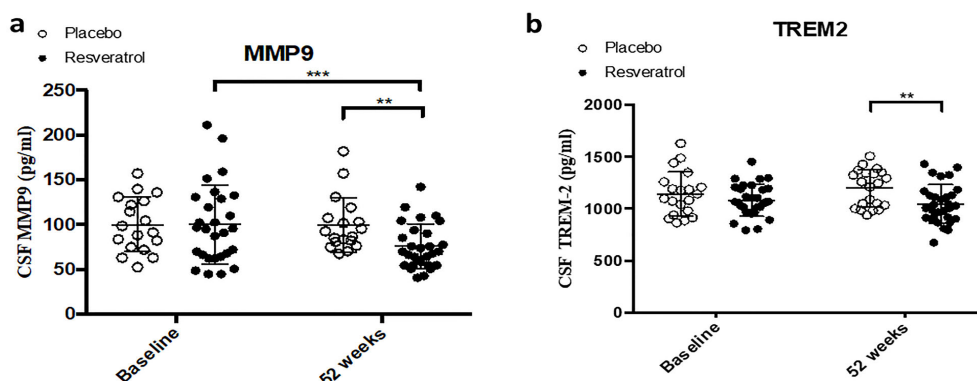 a
Placebo
Resveratrol
MMP9
***
**
250
200
150
100
50
0
CSF MMP9 (pg/ml)
Baseline
52 weeks
b
TREM2
Placebo
Resveratrol
**
2000
1500
1000
500
0
CSF TREM-2 (pg/ml)
Baseline
52 weeks